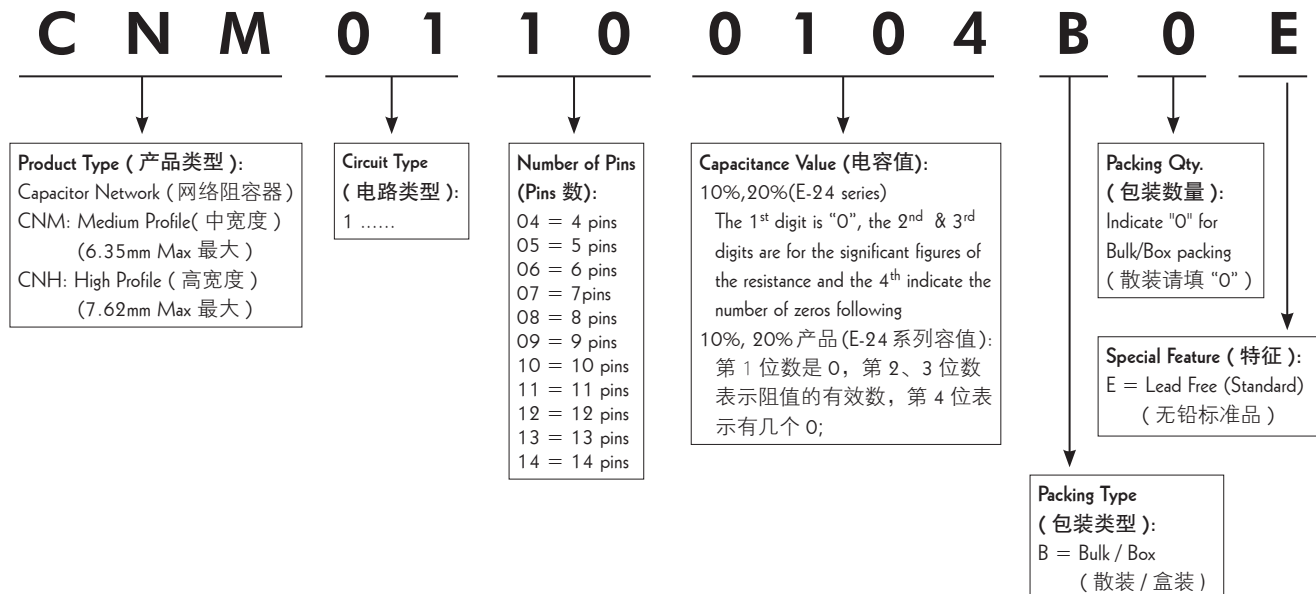 C N M 0 1 1 0 0 1 0 4 B 0 E
Product Type ( 产品类型 ):
Capacitor Network ( 网络阻容器 )
CNM: Medium Profile( 中宽度 )
(6.35mm Max 最大 )
CNH: High Profile ( 高宽度 )
(7.62mm Max 最大 )
Circuit Type
( 电路类型 ):
1 ......
Number of Pins
(Pins 数):
04 = 4 pins
05 = 5 pins
06 = 6 pins
07 = 7pins
08 = 8 pins
09 = 9 pins
10 = 10 pins
11 = 11 pins
12 = 12 pins
13 = 13 pins
14 = 14 pins
Capacitance Value (电容值):
10%,20%(E-24 series)
The 1st digit is “0”, the 2nd & 3rd
digits are for the significant figures of
the resistance and the 4th indicate the
number of zeros following
10%, 20% 产品 (E-24 系列容值):
第 1 位数是 0，第 2、3 位数
表示阻值的有效数，第 4 位表
示有几个 0;
Packing Qty.
( 包装数量 ):
Indicate "0" for
Bulk/Box packing
( 散装请填 “0” )
Special Feature ( 特征 ):
E = Lead Free (Standard)
( 无铅标准品 )
Packing Type
( 包装类型 ):
B = Bulk / Box
( 散装 / 盒装 )